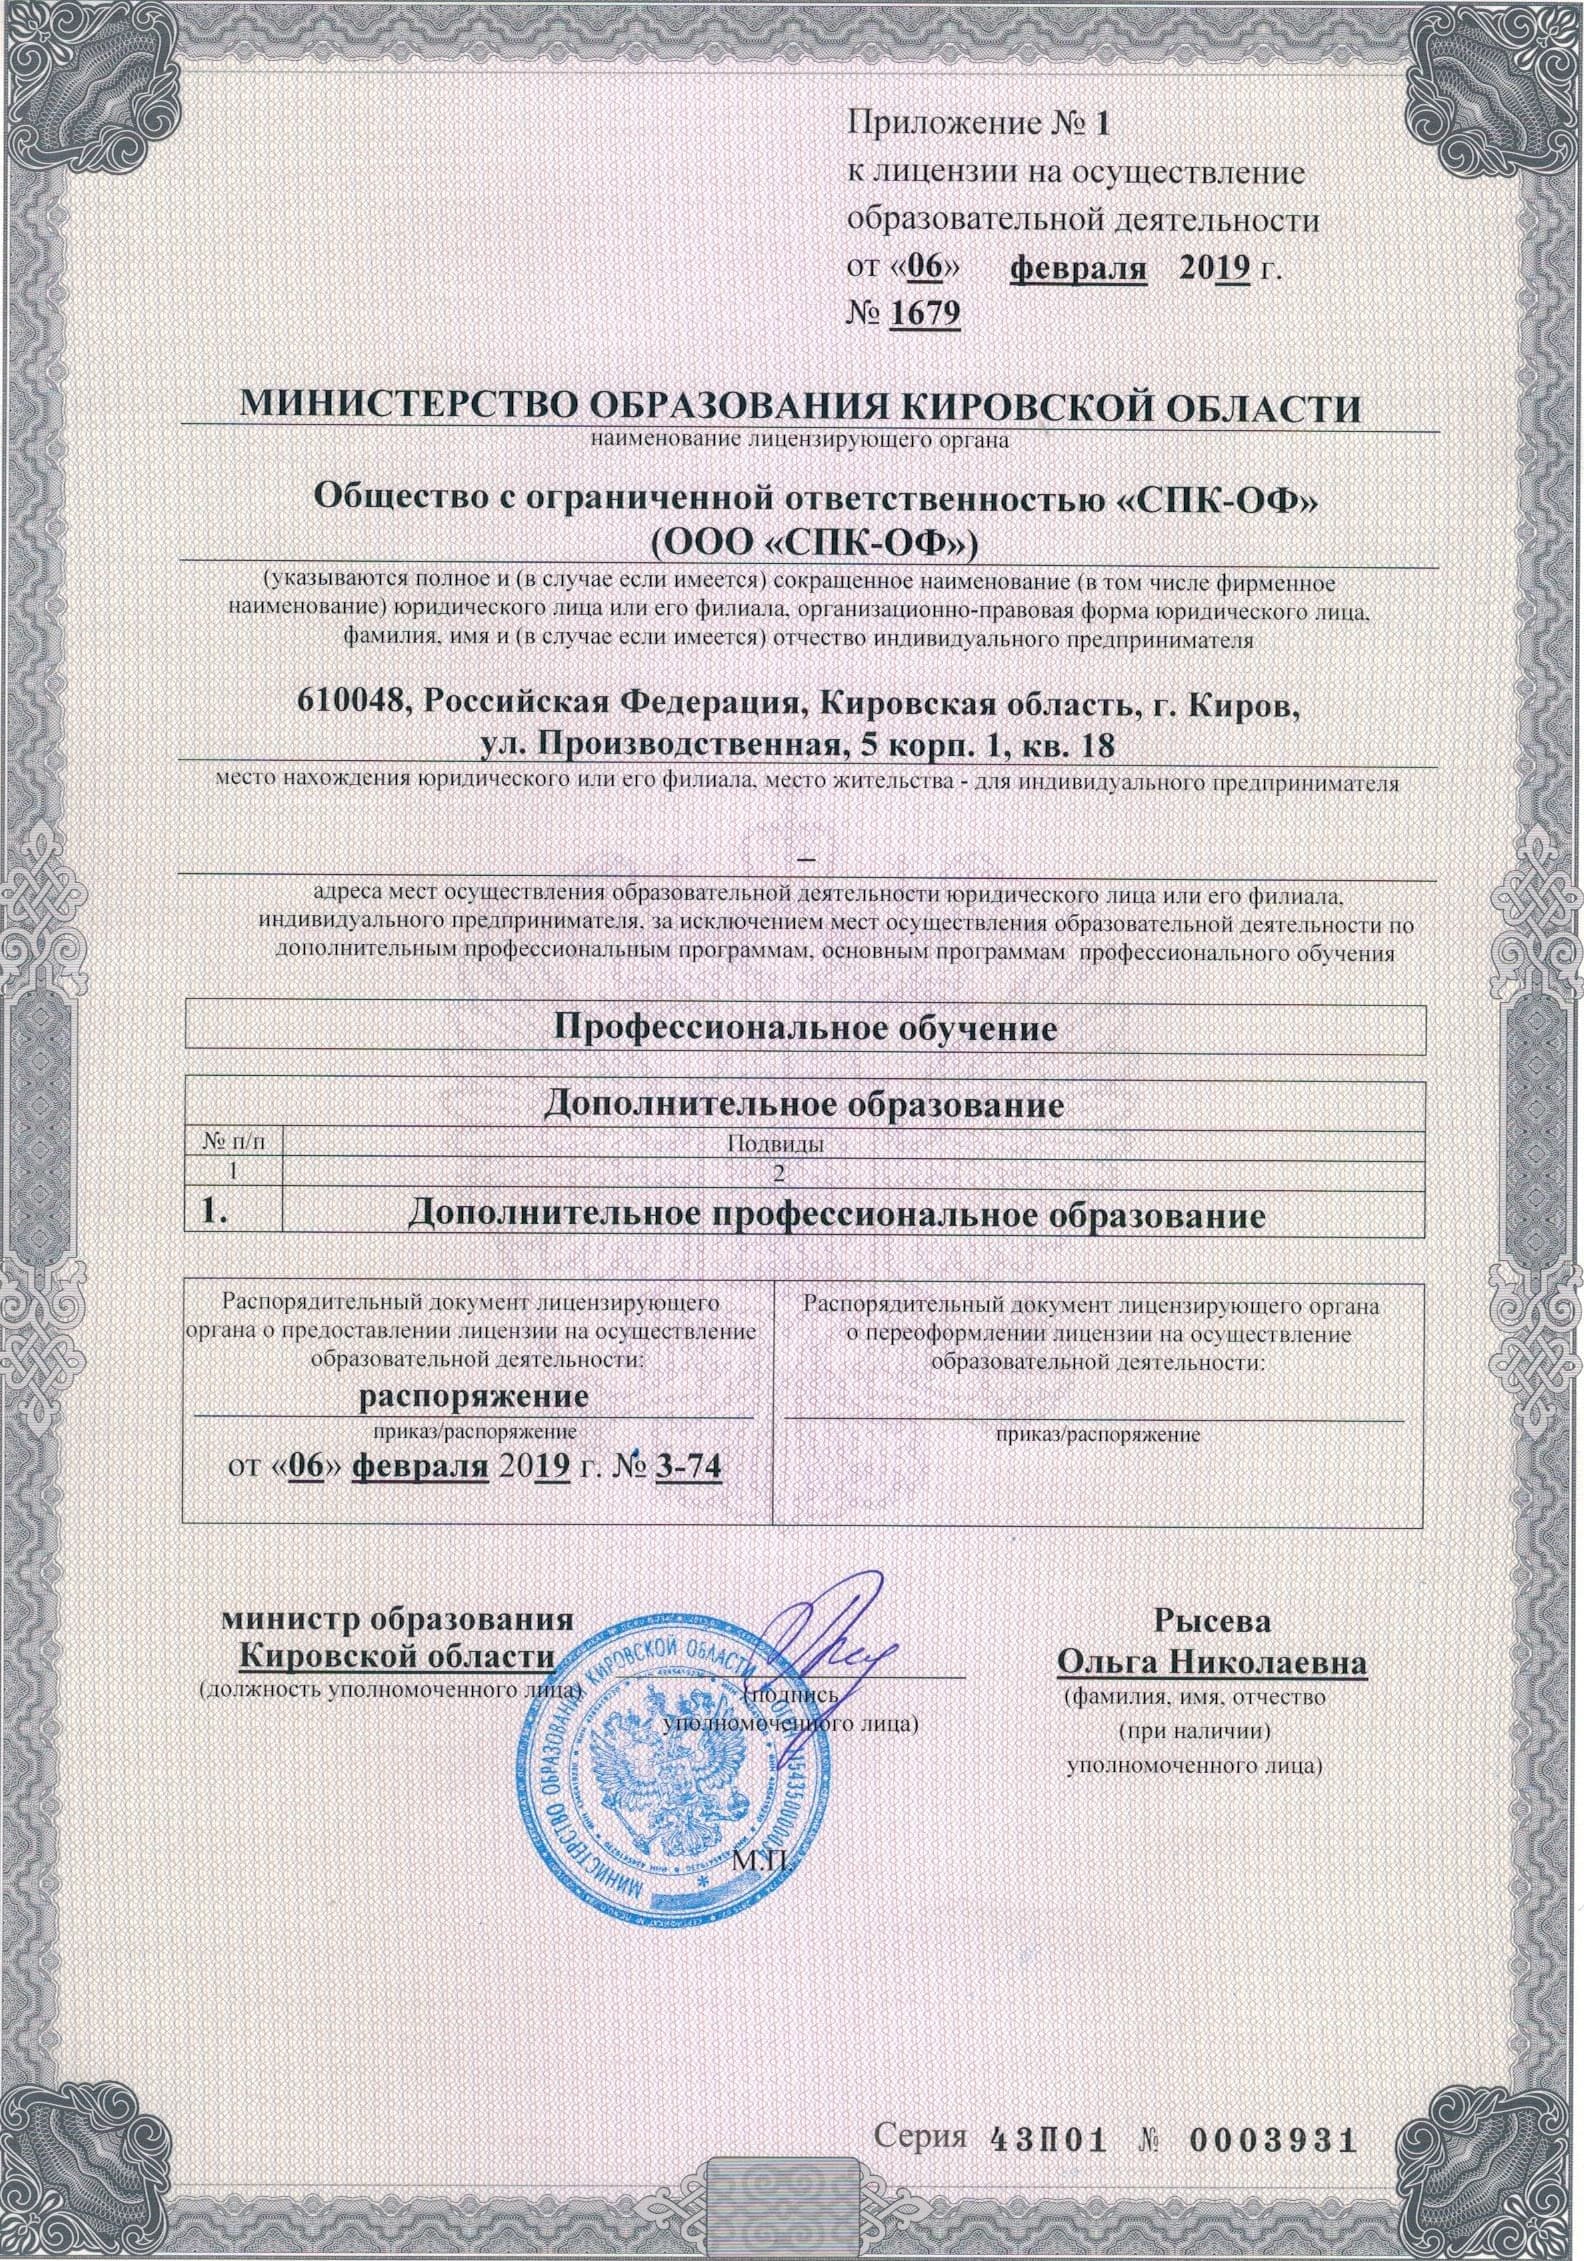 Приложение № 1
к лицензии на осуществление
образовательной деятельности
от «06» февраля 2019 г.
№ 1679
МИНИСТЕРСТВО ОБРАЗОВАНИЯ КИРОВСКОЙ ОБЛАСТИ
наименование лицензирующего органа
Общество с ограниченной ответственностью «СПК-ОФ»
(ООО «СПК-ОФ»)
(указываются полное и (в случае если имеется) сокращенное наименование (в том числе фирменное
наименование) юридического лица или его филиала, организационно-правовая форма юридического лица,
фамилия, имя и (в случае если имеется) отчество индивидуального предпринимателя
610048, Российская Федерация, Кировская область, г. Киров,
ул. Производственная, 5 корп. 1, кв. 18
место нахождения юридического или его филиала, место жительства - для индивидуального предпринимателя
–
адреса мест осуществления образовательной деятельности юридического лица или его филиала,
индивидуального предпринимателя, за исключением мест осуществления образовательной деятельности по
дополнительным профессиональным программам, основным программам профессионального обучения
Профессиональное обучение
Дополнительное образование
№ п/п Подвиды
1 2
1. Дополнительное профессиональное образование
Распорядительный документ лицензирующего
органа о предоставлении лицензии на осуществление
образовательной деятельности:
распоряжение
приказ/распоряжение
от «06» февраля 2019 г. № 3-74
Распорядительный документ лицензирующего органа
о переоформлении лицензии на осуществление
образовательной деятельности:
приказ/распоряжение
министр образования
Кировской области
(должность уполномоченного лица)
(подпись
уполномоченного лица)
Рысева
Ольга Николаевна
(фамилия, имя, отчество
(при наличии)
уполномоченного лица)
МИНИСТЕРСТВО ОБРАЗОВАНИЯ КИРОВСКОЙ ОБЛАСТИ
М.П.
Серия 43П01 № 0003931